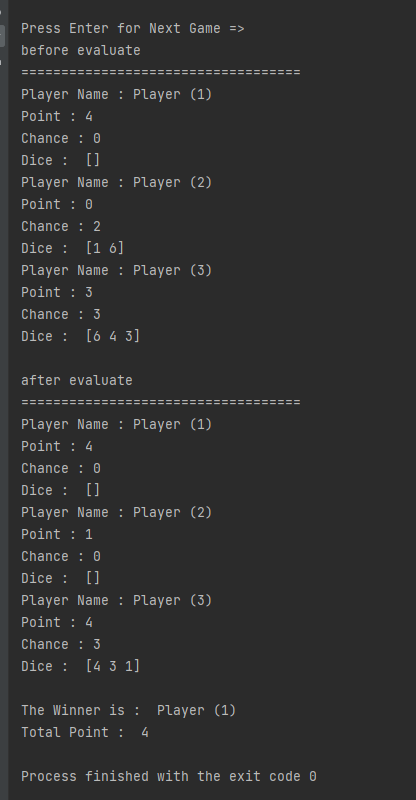 Press Enter for Next Game =>
before evaluate
===================================
Player Name : Player (1)
Point : 4
Chance : 0
Dice :  []
Player Name : Player (2)
Point : 0
Chance : 2
Dice :  [1 6]
Player Name : Player (3)
Point : 3
Chance : 3
Dice :  [6 4 3]
after evaluate
===================================
Player Name : Player (1)
Point : 4
Chance : 0
Dice :  []
Player Name : Player (2)
Point : 1
Chance : 0
Dice :  []
Player Name : Player (3)
Point : 4
Chance : 3
Dice :  [4 3 1]
The Winner is :  Player (1)
Total Point :  4
Process finished with the exit code 0